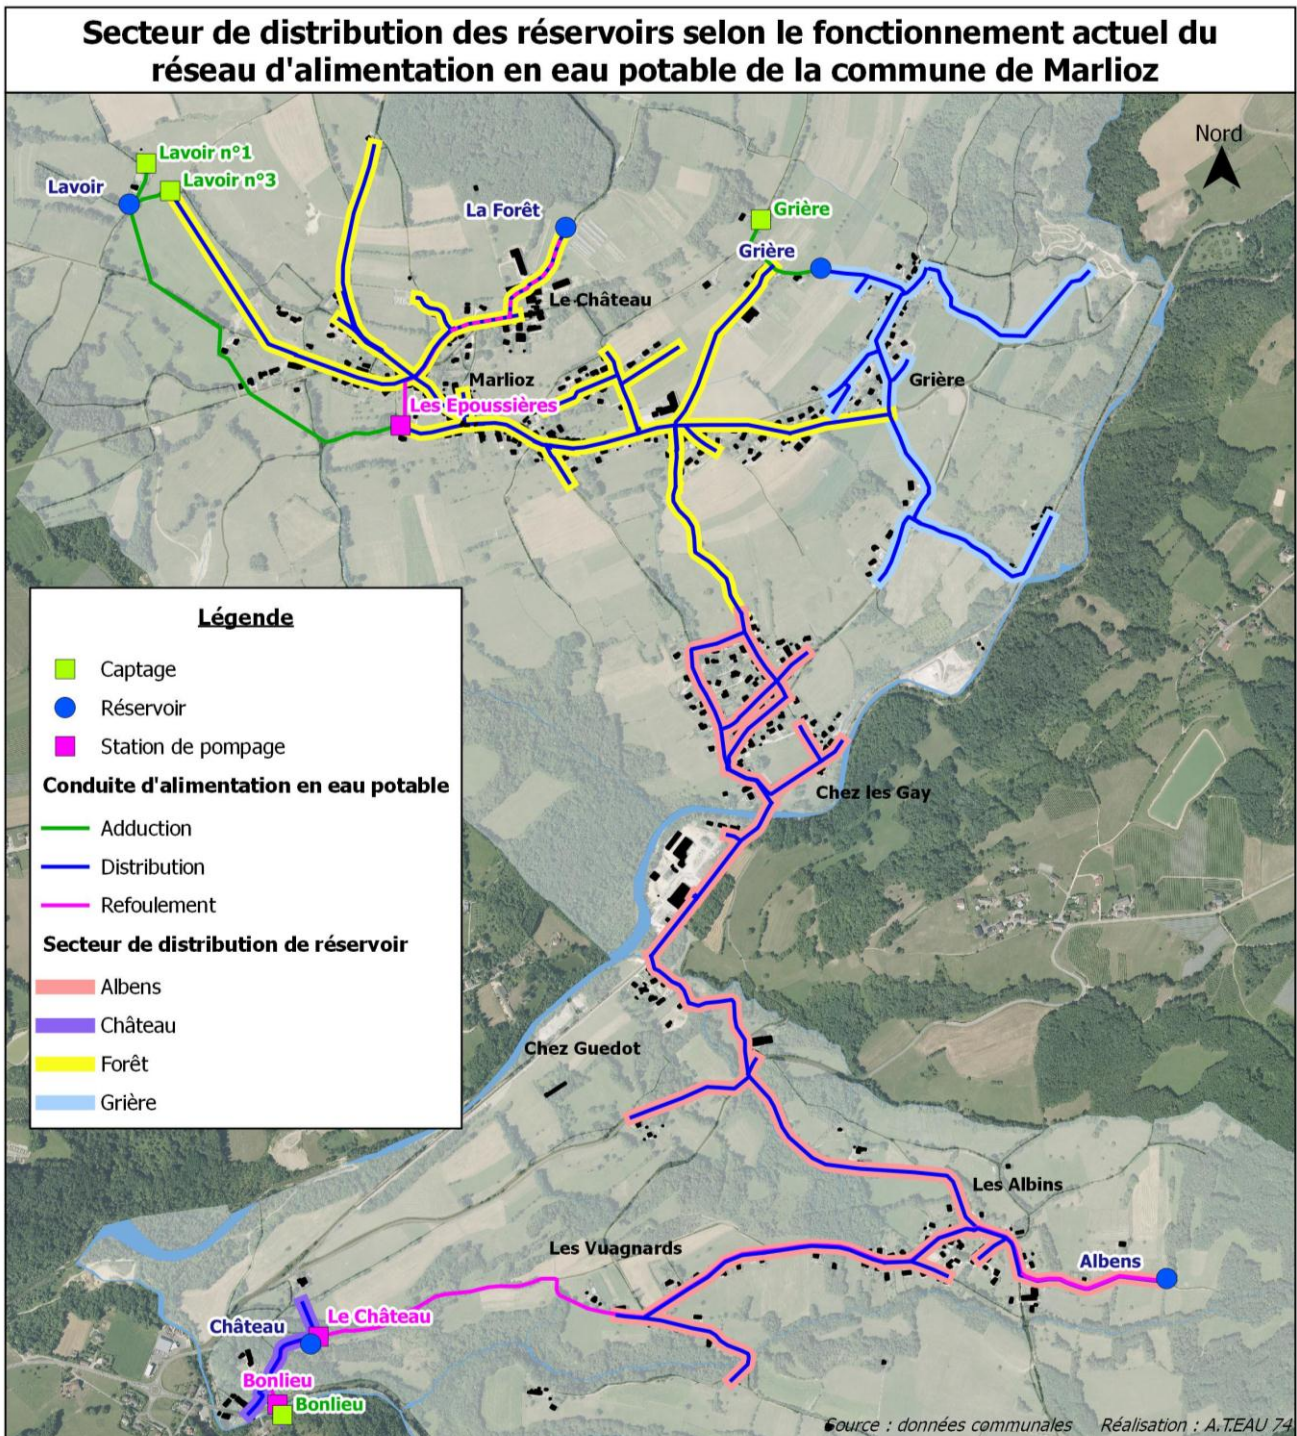 Secteur de distribution des réservoirs selon le fonctionnement actuel du
réseau d'alimentation en eau potable de la commune de Marlioz
Nord
Lavoir n°1
Lavoir n°3
Lavoir
La Forêt
Grière
Grière
Le Château
Marlioz
Grière
Les Epoussières
Légende
Captage
Réservoir
Station de pompage
Conduite d'alimentation en eau potable
Adduction
Distribution
Refoulement
Secteur de distribution de réservoir
Albens
Château
Forêt
Grière
Chez les Gay
Chez Guedot
Les Albins
Les Vuagnards
Albens
Château
Le Château
Bonlieu
Bonlieu
Source : données communales Réalisation : A.T.EAU 74